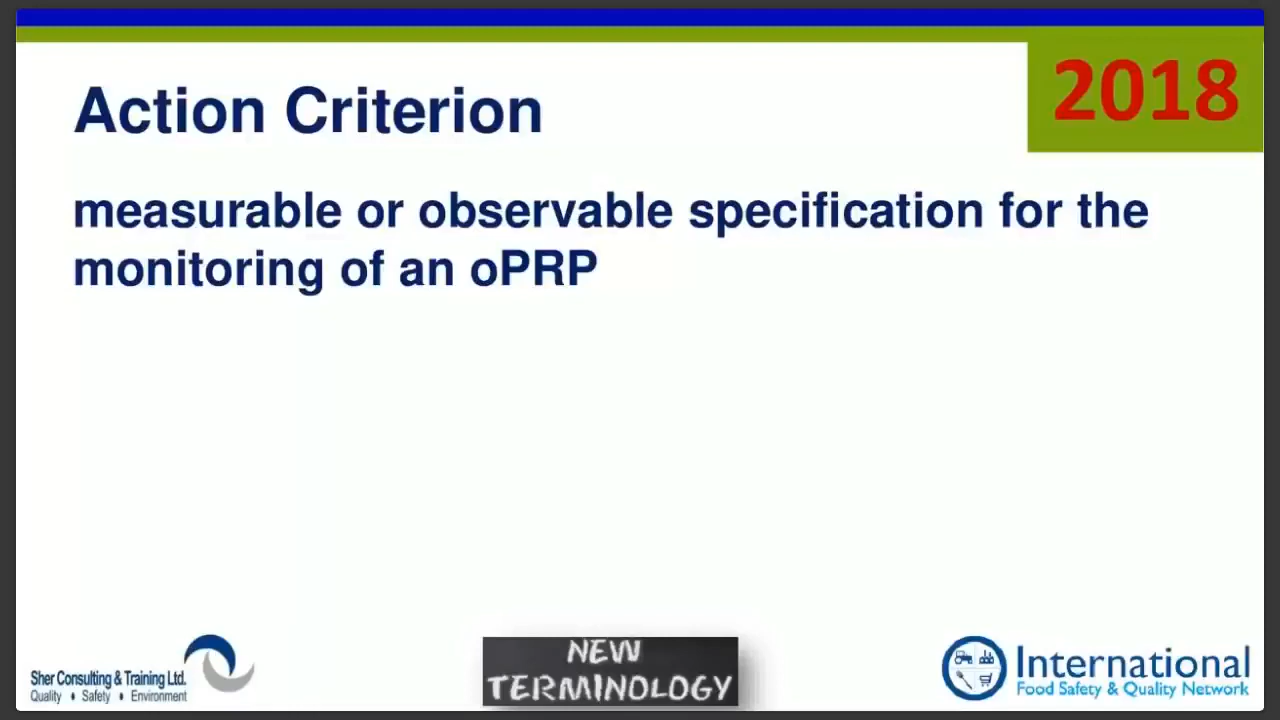 2018
Action Criterion
measurable or observable specification for the
monitoring of an oPRP
Sher Consulting & Training Ltd.
Quality • Safety • Environment
NEW
TERMINOLOGY
International
Food Safety & Quality Network